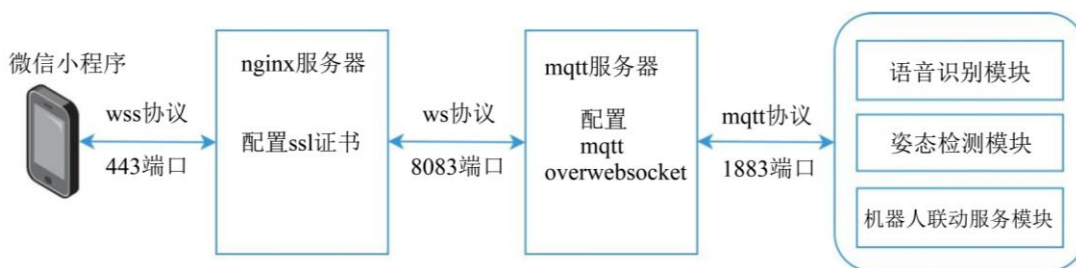 微信小程序
wss协议
443端口
nginx服务器
配置ssl证书
ws协议
8083端口
mqtt服务器
配置
mqtt
overwebsocket
mqtt协议
1883端口
语音识别模块
姿态检测模块
机器人联动服务模块